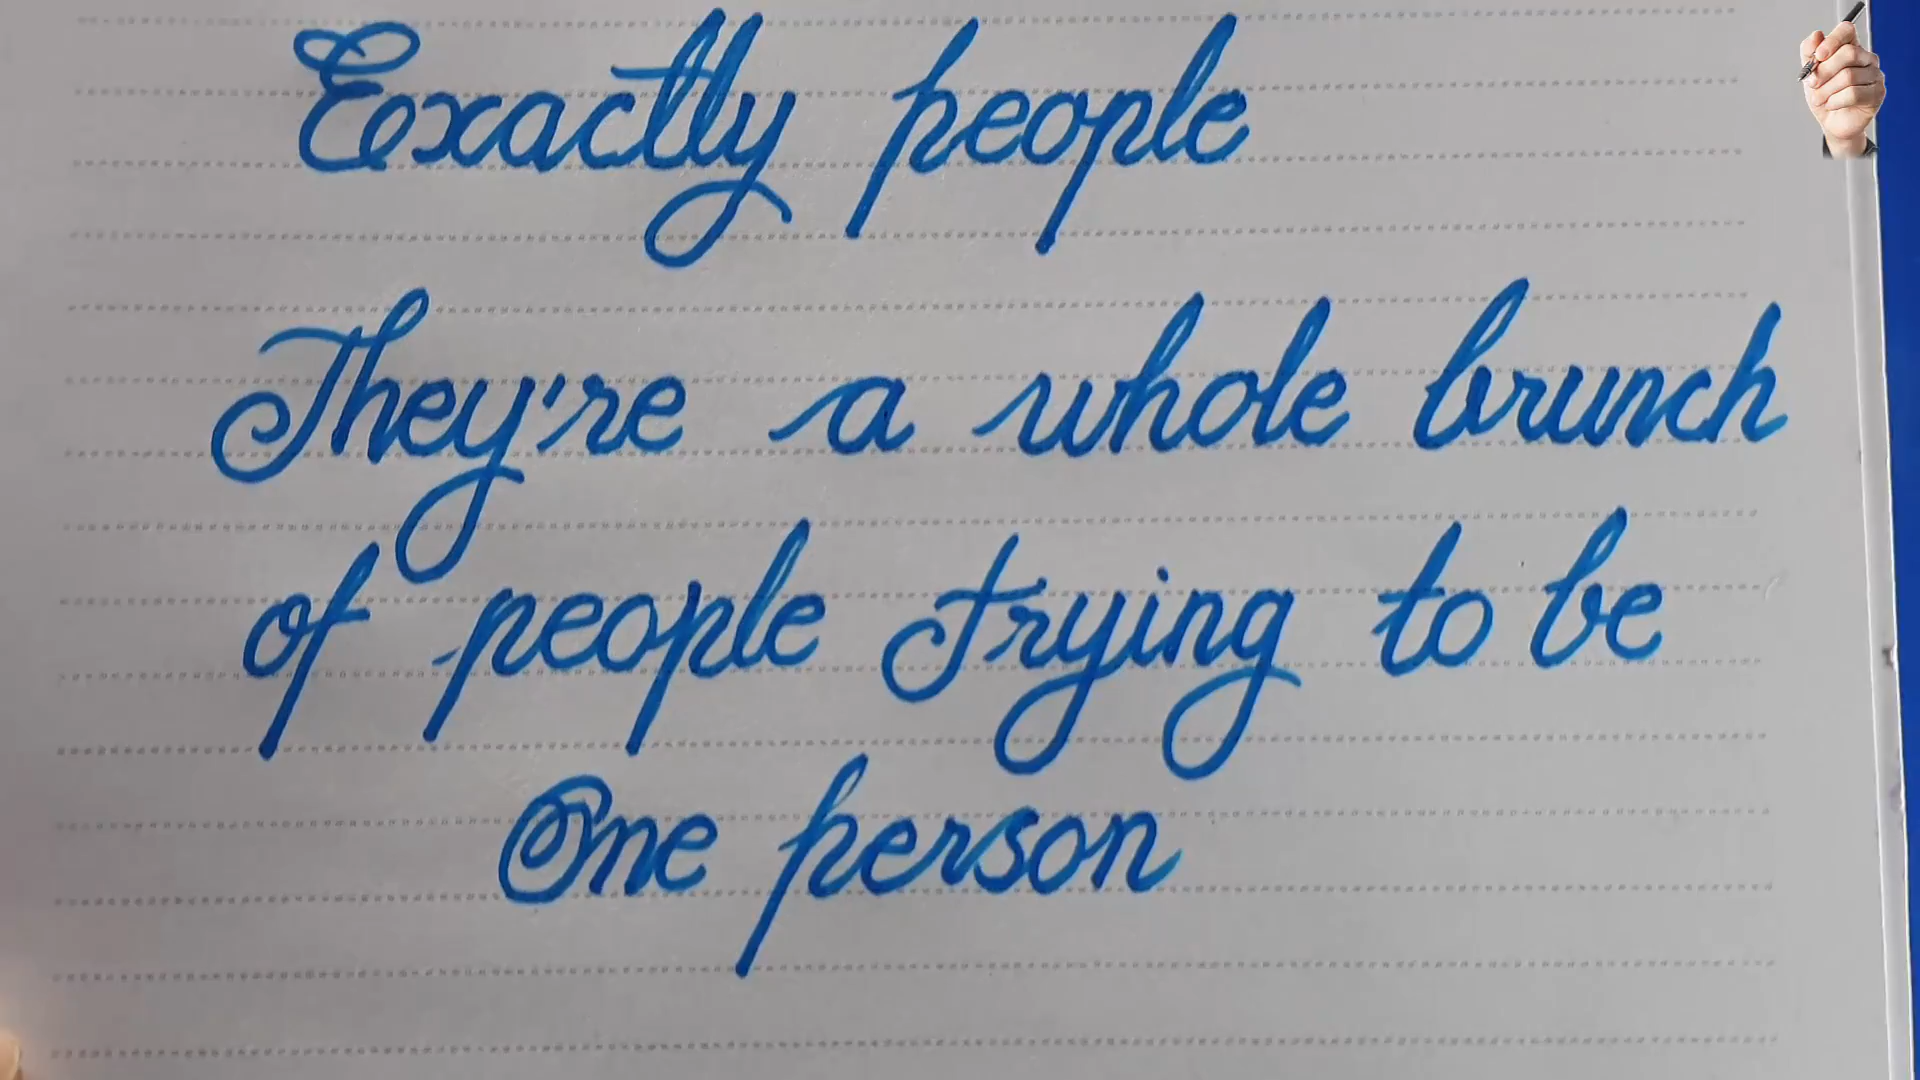 Exactly people
They're a whole brunch
of people trying to be
One person